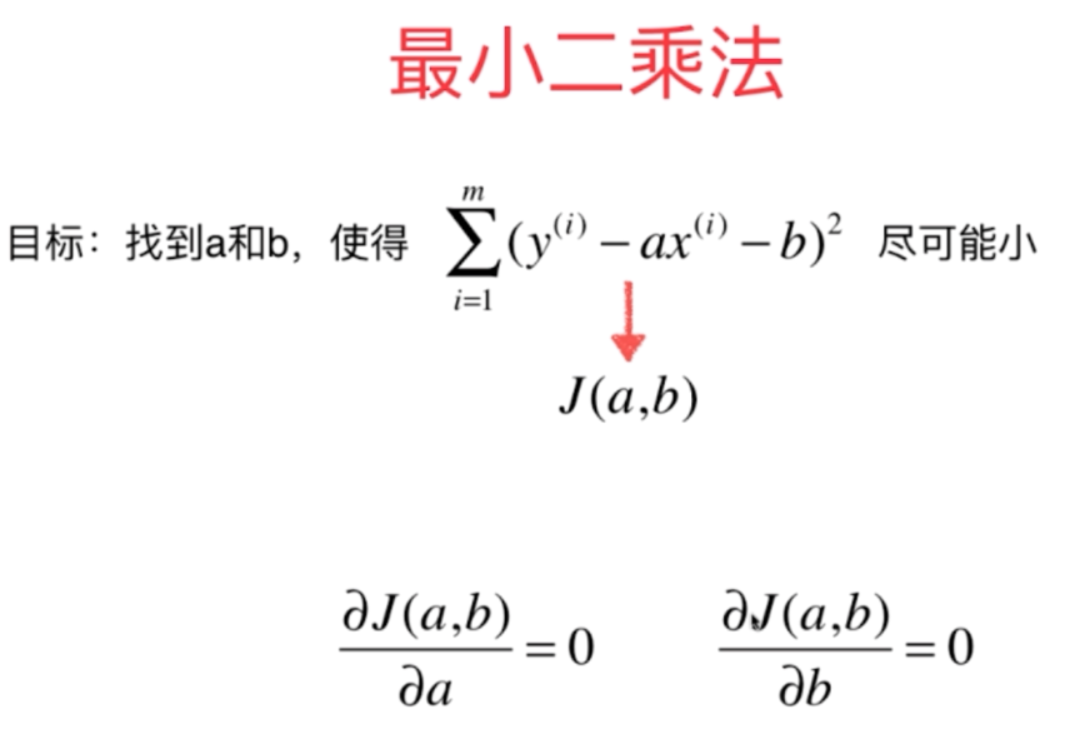 最小二乘法
目标：找到a和b，使得 $\sum_{i=1}^{m}(y^{(i)} - ax^{(i)} - b)^2$ 尽可能小
$J(a,b)$
$\frac{\partial J(a,b)}{\partial a} = 0$ $\frac{\partial J(a,b)}{\partial b} = 0$